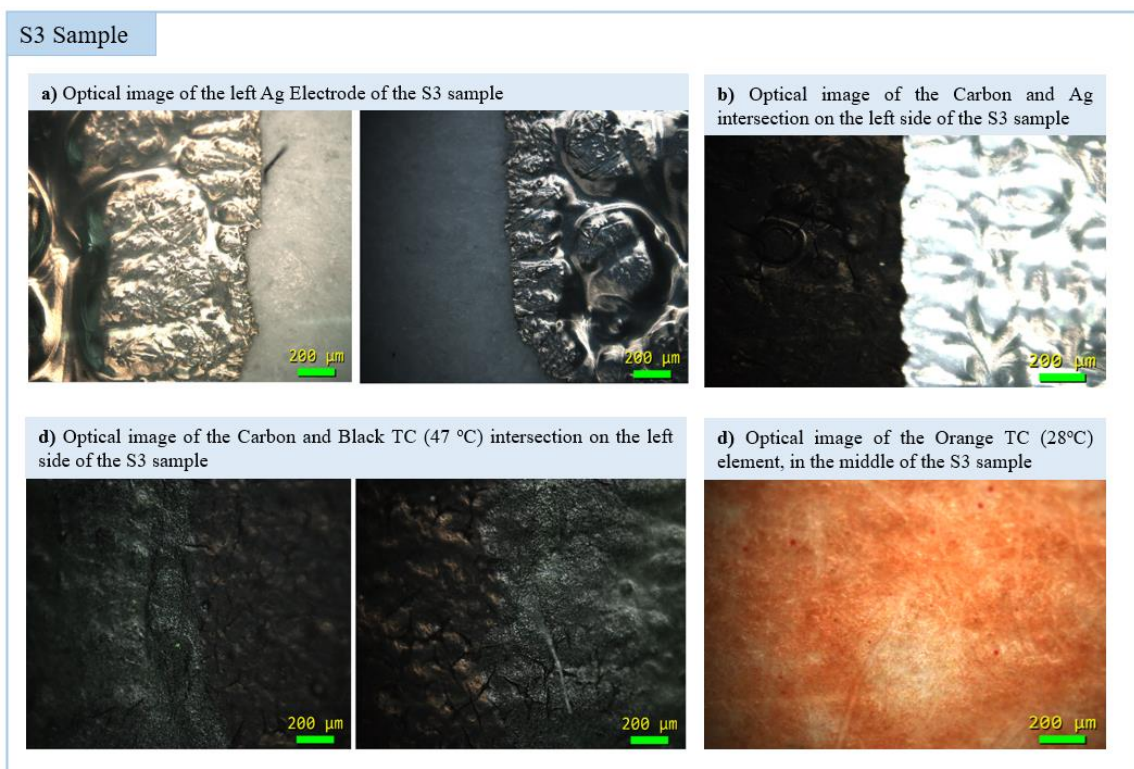 S3 Sample
a) Optical image of the left Ag Electrode of the S3 sample
b) Optical image of the Carbon and Ag
intersection on the left side of the S3 sample
200 μm
200 μm
200 μm
d) Optical image of the Carbon and Black TC (47 ºC) intersection on the left
side of the S3 sample
d) Optical image of the Orange TC (28ºC)
element, in the middle of the S3 sample
200 μm
200 μm
200 μm